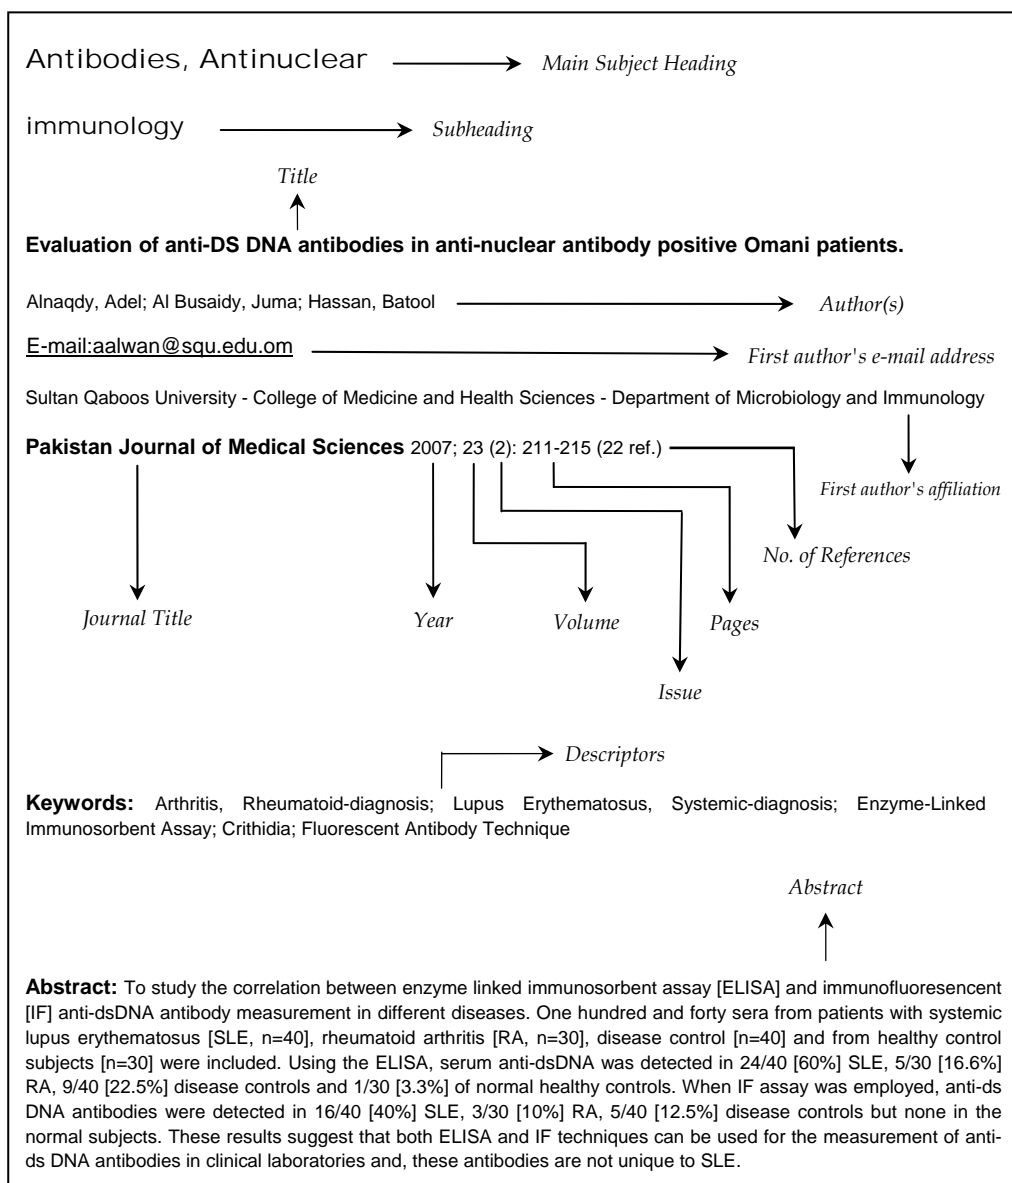 Antibodies, Antinuclear Main Subject Heading
immunology Subheading
Title
Evaluation of anti-DS DNA antibodies in anti-nuclear antibody positive Omani patients.
Alnaqdy, Adel; Al Busaidy, Juma; Hassan, Batool Author(s)
E-mail:aalwan@squ.edu.om First author's e-mail address
Sultan Qaboos University - College of Medicine and Health Sciences - Department of Microbiology and Immunology
Pakistan Journal of Medical Sciences 2007; 23 (2): 211-215 (22 ref.)
First author's affiliation
No. of References
Journal Title Year Volume Pages
Issue
Descriptors
Keywords: Arthritis, Rheumatoid-diagnosis; Lupus Erythematosus, Systemic-diagnosis; Enzyme-Linked
Immunosorbent Assay; Crithidia; Fluorescent Antibody Technique
Abstract
Abstract: To study the correlation between enzyme linked immunosorbent assay [ELISA] and immunofluoresencent
[IF] anti-dsDNA antibody measurement in different diseases. One hundred and forty sera from patients with systemic
lupus erythematosus [SLE, n=40], rheumatoid arthritis [RA, n=30], disease control [n=40] and from healthy control
subjects [n=30] were included. Using the ELISA, serum anti-dsDNA was detected in 24/40 [60%] SLE, 5/30 [16.6%]
RA, 9/40 [22.5%] disease controls and 1/30 [3.3%] of normal healthy controls. When IF assay was employed, anti-ds
DNA antibodies were detected in 16/40 [40%] SLE, 3/30 [10%] RA, 5/40 [12.5%] disease controls but none in the
normal subjects. These results suggest that both ELISA and IF techniques can be used for the measurement of anti-
ds DNA antibodies in clinical laboratories and, these antibodies are not unique to SLE.